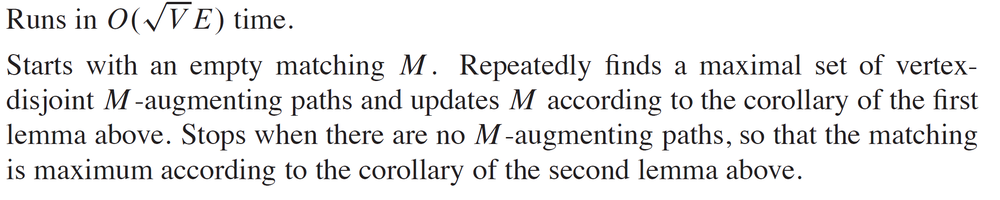 Runs in O(√V E) time.
Starts with an empty matching M. Repeatedly finds a maximal set of vertex-
disjoint M-augmenting paths and updates M according to the corollary of the first
lemma above. Stops when there are no M-augmenting paths, so that the matching
is maximum according to the corollary of the second lemma above.